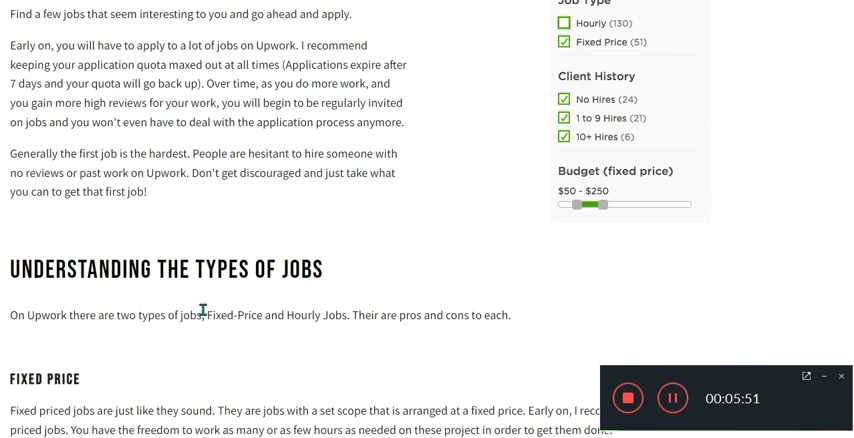 Find a few jobs that seem interesting to you and go ahead and apply.
Early on, you will have to apply to a lot of jobs on Upwork. I recommend
keeping your application quota maxed out at all times (Applications expire after
7 days and your quota will go back up). Over time, as you do more work, and
you gain more high reviews for your work, you will begin to be regularly invited
on jobs and you won't even have to deal with the application process anymore.
Generally the first job is the hardest. People are hesitant to hire someone with
no reviews or past work on Upwork. Don't get discouraged and just take what
you can to get that first job!
Job Type
Hourly (130)
Fixed Price (51)
Client History
No Hires (24)
1 to 9 Hires (21)
10+ Hires (6)
Budget (fixed price)
$50 - $250
UNDERSTANDING THE TYPES OF JOBS
On Upwork there are two types of jobs, Fixed-Price and Hourly Jobs. Their are pros and cons to each.
FIXED PRICE
Fixed priced jobs are just like they sound. They are jobs with a set scope that is arranged at a fixed price. Early on, I
priced jobs. You have the freedom to work as many or as few hours as needed on these project in order to get them done.
00:05:51